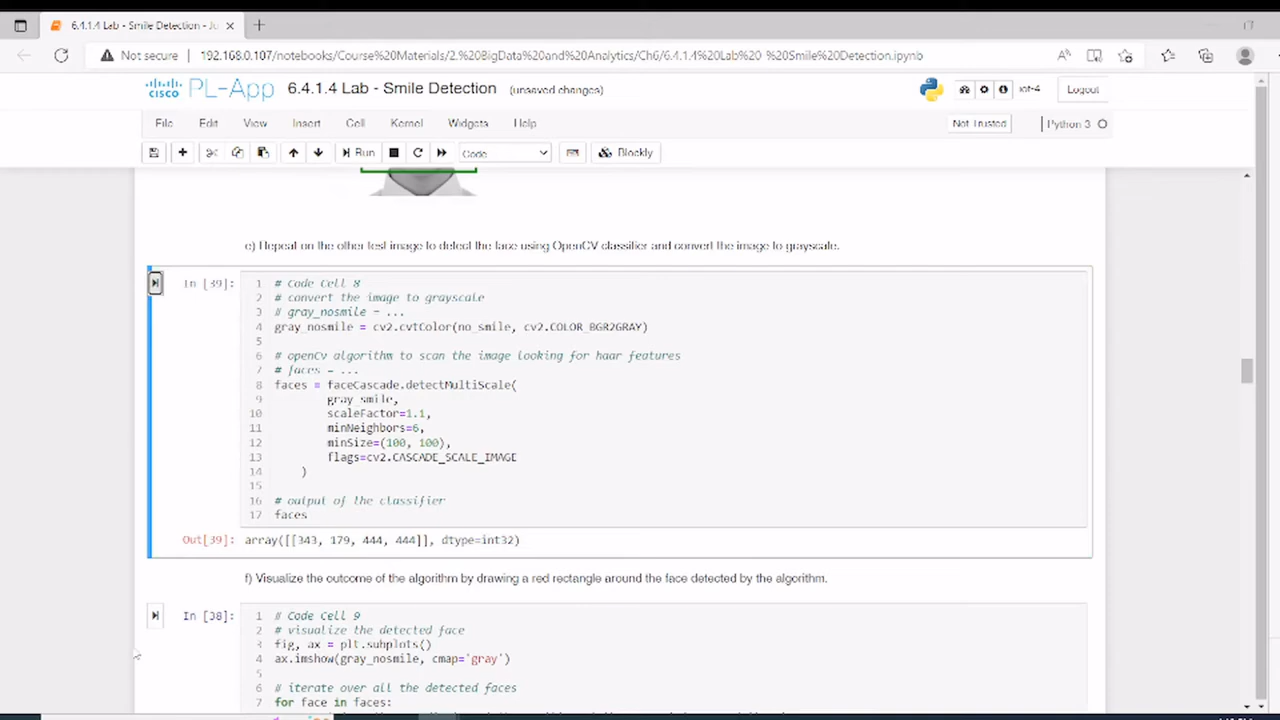 6.4.1.4 Lab - Smile Detection - Ju
Not secure
192.168.0.107/notebooks/Course%20Materials/2.%20BigData%20and%20Analytics/Ch6/6.4.1.4%20Lab%20-%20Smile%20Detection.ipynb
CISCO PL-App 6.4.1.4 Lab - Smile Detection (unsaved changes)
iot-4
Logout
File Edit View Insert Cell Kernel Widgets Help
Not Trusted
Python 3
Run
Code
Blockly
e) Repeat on the other test image to detect the face using OpenCV classifier and convert the image to grayscale.
In [39]:
1 # Code Cell 8
2 # convert the image to grayscale
3 # gray_nosmile = ...
4 gray_nosmile = cv2.cvtColor(no_smile, cv2.COLOR_BGR2GRAY)
5
6 # openCv algorithm to scan the image looking for haar features
7 # faces = ...
8 faces = faceCascade.detectMultiScale(
9 gray_smile,
10 scaleFactor=1.1,
11 minNeighbors=6,
12 minSize=(100, 100),
13 flags=cv2.CASCADE_SCALE_IMAGE
14 )
15
16 # output of the classifier
17 faces
Out[39]: array([[343, 179, 444, 444]], dtype=int32)
f) Visualize the outcome of the algorithm by drawing a red rectangle around the face detected by the algorithm.
In [38]:
1 # Code Cell 9
2 # visualize the detected face
3 fig, ax = plt.subplots()
4 ax.imshow(gray_nosmile, cmap='gray')
5
6 # iterate over all the detected faces
7 for face in faces: